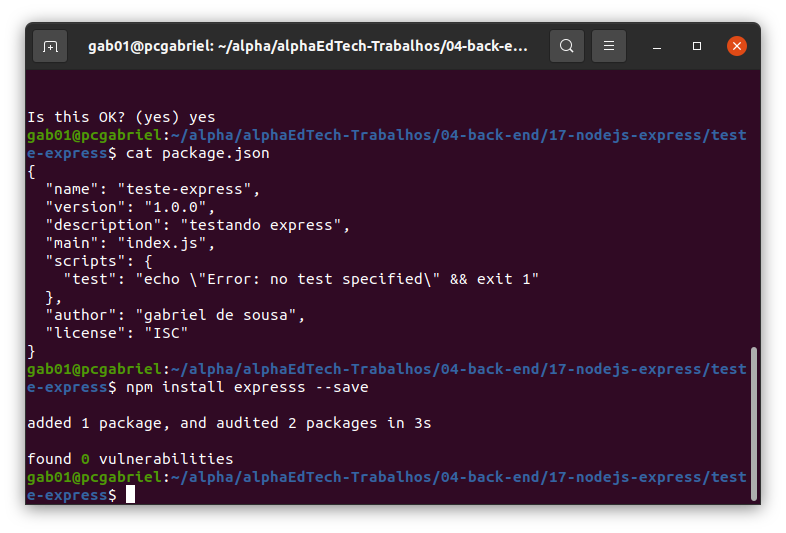 gab01@pcgabriel: ~/alpha/alphaEdTech-Trabalhos/04-back-e...
Is this OK? (yes) yes
gab01@pcgabriel:~/alpha/alphaEdTech-Trabalhos/04-back-end/17-nodejs-express/test
e-express$ cat package.json
{
  "name": "teste-express",
  "version": "1.0.0",
  "description": "testando express",
  "main": "index.js",
  "scripts": {
    "test": "echo \"Error: no test specified\" && exit 1"
  },
  "author": "gabriel de sousa",
  "license": "ISC"
}
gab01@pcgabriel:~/alpha/alphaEdTech-Trabalhos/04-back-end/17-nodejs-express/test
e-express$ npm install expresss --save
added 1 package, and audited 2 packages in 3s
found 0 vulnerabilities
gab01@pcgabriel:~/alpha/alphaEdTech-Trabalhos/04-back-end/17-nodejs-express/test
e-express$